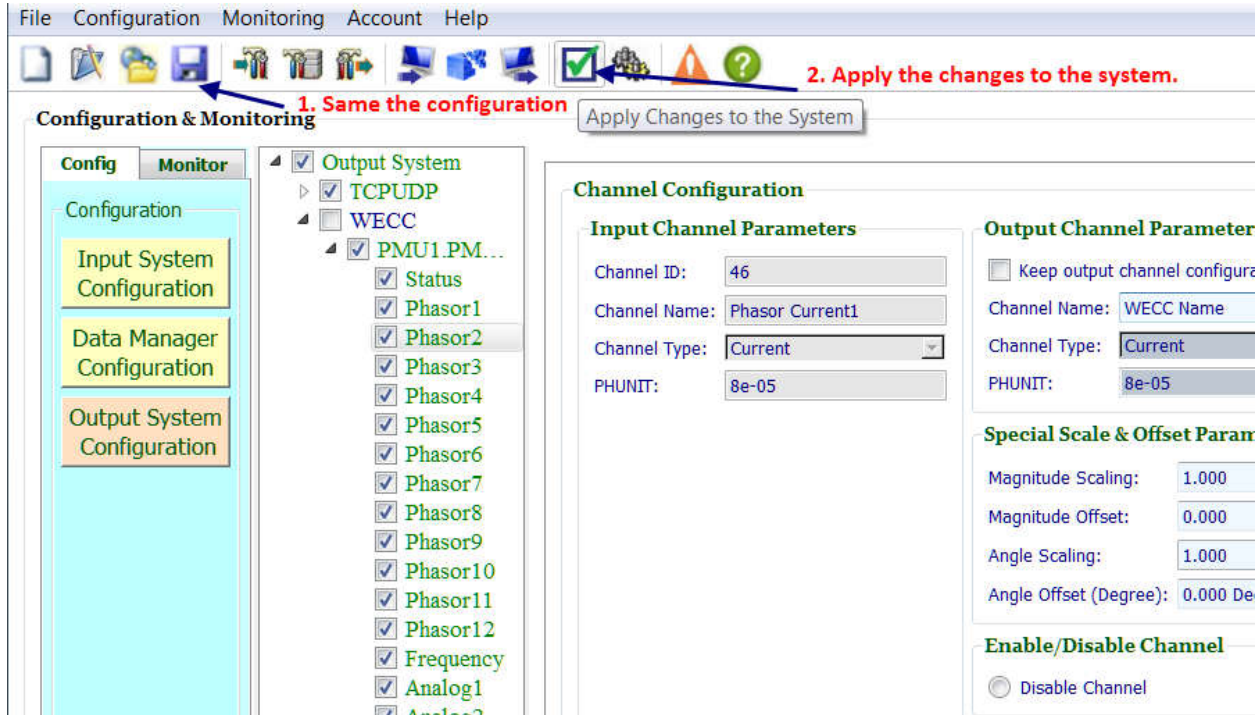 File Configuration Monitoring Account Help
2. Apply the changes to the system.
1. Same the configuration
Apply Changes to the System
Configuration & Monitoring
Config Monitor
Configuration
Input System
Configuration
Data Manager
Configuration
Output System
Configuration
Output System
TCPUDP
WECC
PMU1.PM...
Status
Phasor1
Phasor2
Phasor3
Phasor4
Phasor5
Phasor6
Phasor7
Phasor8
Phasor9
Phasor10
Phasor11
Phasor12
Frequency
Analog1
Channel Configuration
Input Channel Parameters
Channel ID: 46
Channel Name: Phasor Current1
Channel Type: Current
PHUNIT: 8e-05
Output Channel Parameter
Keep output channel configura
Channel Name: WECC Name
Channel Type: Current
PHUNIT: 8e-05
Special Scale & Offset Param
Magnitude Scaling: 1.000
Magnitude Offset: 0.000
Angle Scaling: 1.000
Angle Offset (Degree): 0.000 De
Enable/Disable Channel
Disable Channel